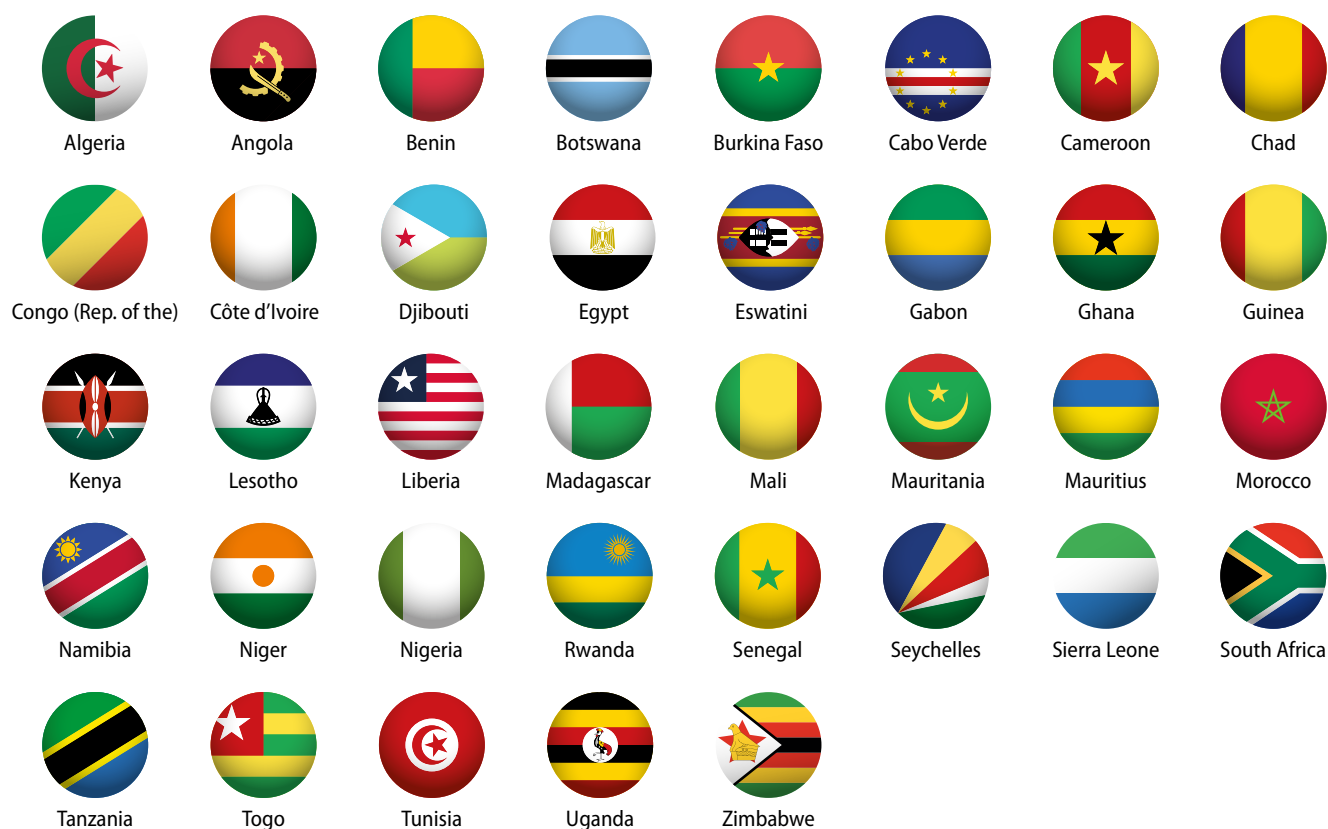 Algeria
Angola
Benin
Botswana
Burkina Faso
Cabo Verde
Cameroon
Chad
Congo (Rep. of the)
Côte d’Ivoire
Djibouti
Egypt
Eswatini
Gabon
Ghana
Guinea
Kenya
Lesotho
Liberia
Madagascar
Mali
Mauritania
Mauritius
Morocco
Namibia
Niger
Nigeria
Rwanda
Senegal
Seychelles
Sierra Leone
South Africa
Tanzania
Togo
Tunisia
Uganda
Zimbabwe